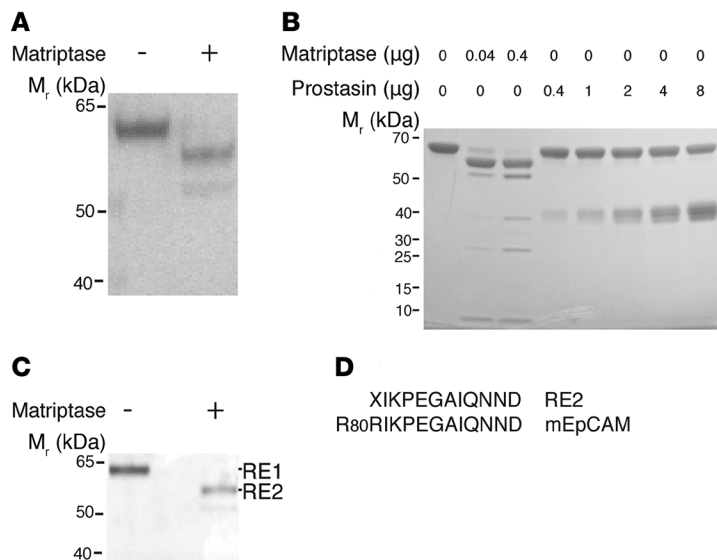 A
Matriptase - +
Mr (kDa)
65
50
40
B
Matriptase (μg) 0 0.04 0.4 0 0 0 0 0
Prostasin (μg) 0 0 0 0.4 1 2 4 8
Mr (kDa)
70
50
40
30
25
15
10
C
Matriptase - +
Mr (kDa)
65
50
40
RE1
RE2
D
XIKPEGAIQNND RE2
R80RIKPEGAIQNND mEpCAM